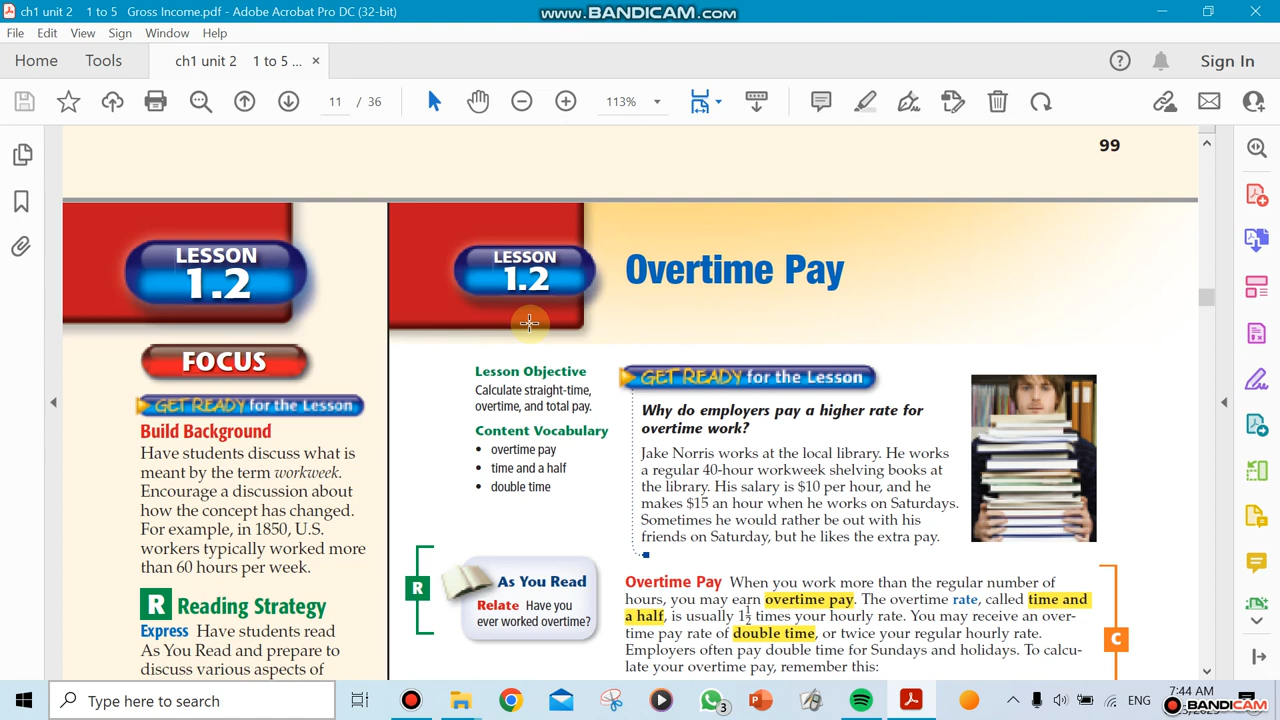 ch1 unit 2 1 to 5 Gross Income.pdf - Adobe Acrobat Pro DC (32-bit)
www.BANDICAM.com
File Edit View Sign Window Help
Home Tools ch1 unit 2 1 to 5 ... × Sign In
11 / 36 113%
99
LESSON
1.2
FOCUS
GET READY for the Lesson
Build Background
Have students discuss what is
meant by the term workweek.
Encourage a discussion about
how the concept has changed.
For example, in 1850, U.S.
workers typically worked more
than 60 hours per week.
R Reading Strategy
Express Have students read
As You Read and prepare to
discuss various aspects of
LESSON
1.2
Overtime Pay
Lesson Objective
Calculate straight-time,
overtime, and total pay.
Content Vocabulary
• overtime pay
• time and a half
• double time
R
As You Read
Relate Have you
ever worked overtime?
GET READY for the Lesson
Why do employers pay a higher rate for
overtime work?
Jake Norris works at the local library. He works
a regular 40-hour workweek shelving books at
the library. His salary is $10 per hour, and he
makes $15 an hour when he works on Saturdays.
Sometimes he would rather be out with his
friends on Saturday, but he likes the extra pay.
Overtime Pay When you work more than the regular number of
hours, you may earn overtime pay. The overtime rate, called time and
a half, is usually 1½ times your hourly rate. You may receive an over-
time pay rate of double time, or twice your regular hourly rate.
Employers often pay double time for Sundays and holidays. To calcu-
late your overtime pay, remember this:
C
Type here to search
3
ENG
7:44 AM
BANDICAM